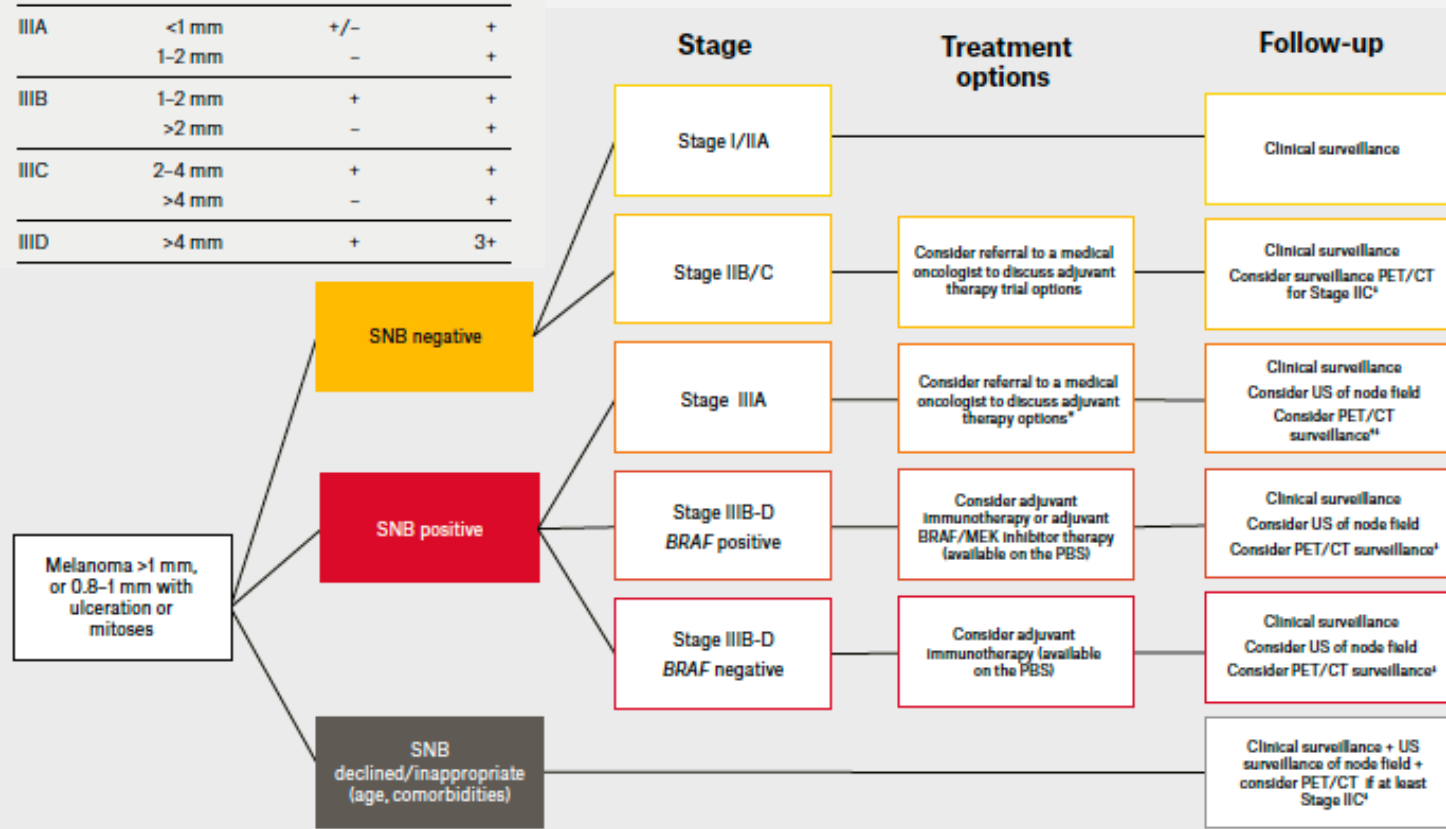 IIIA <1 mm +/– +
1–2 mm – +
IIIB 1–2 mm + +
>2 mm – +
IIIC 2–4 mm + +
>4 mm – +
IIID >4 mm + 3+
Stage
Treatment
options
Follow-up
Melanoma >1 mm,
or 0.8–1 mm with
ulceration or
mitoses
SNB negative
Stage I/IIA
Clinical surveillance
Stage IIB/C
Consider referral to a medical
oncologist to discuss adjuvant
therapy trial options
Clinical surveillance
Consider surveillance PET/CT
for Stage IIC‡
SNB positive
Stage IIIA
Consider referral to a medical
oncologist to discuss adjuvant
therapy options*
Clinical surveillance
Consider US of node field
Consider PET/CT
surveillance*‡
Stage IIIB-D
BRAF positive
Consider adjuvant
immunotherapy or adjuvant
BRAF/MEK inhibitor therapy
(available on the PBS)
Clinical surveillance
Consider US of node field
Consider PET/CT surveillance‡
Stage IIIB-D
BRAF negative
Consider adjuvant
immunotherapy (available
on the PBS)
Clinical surveillance
Consider US of node field
Consider PET/CT surveillance‡
SNB
declined/inappropriate
(age, comorbidities)
Clinical surveillance + US
surveillance of node field +
consider PET/CT if at least
Stage IIC‡